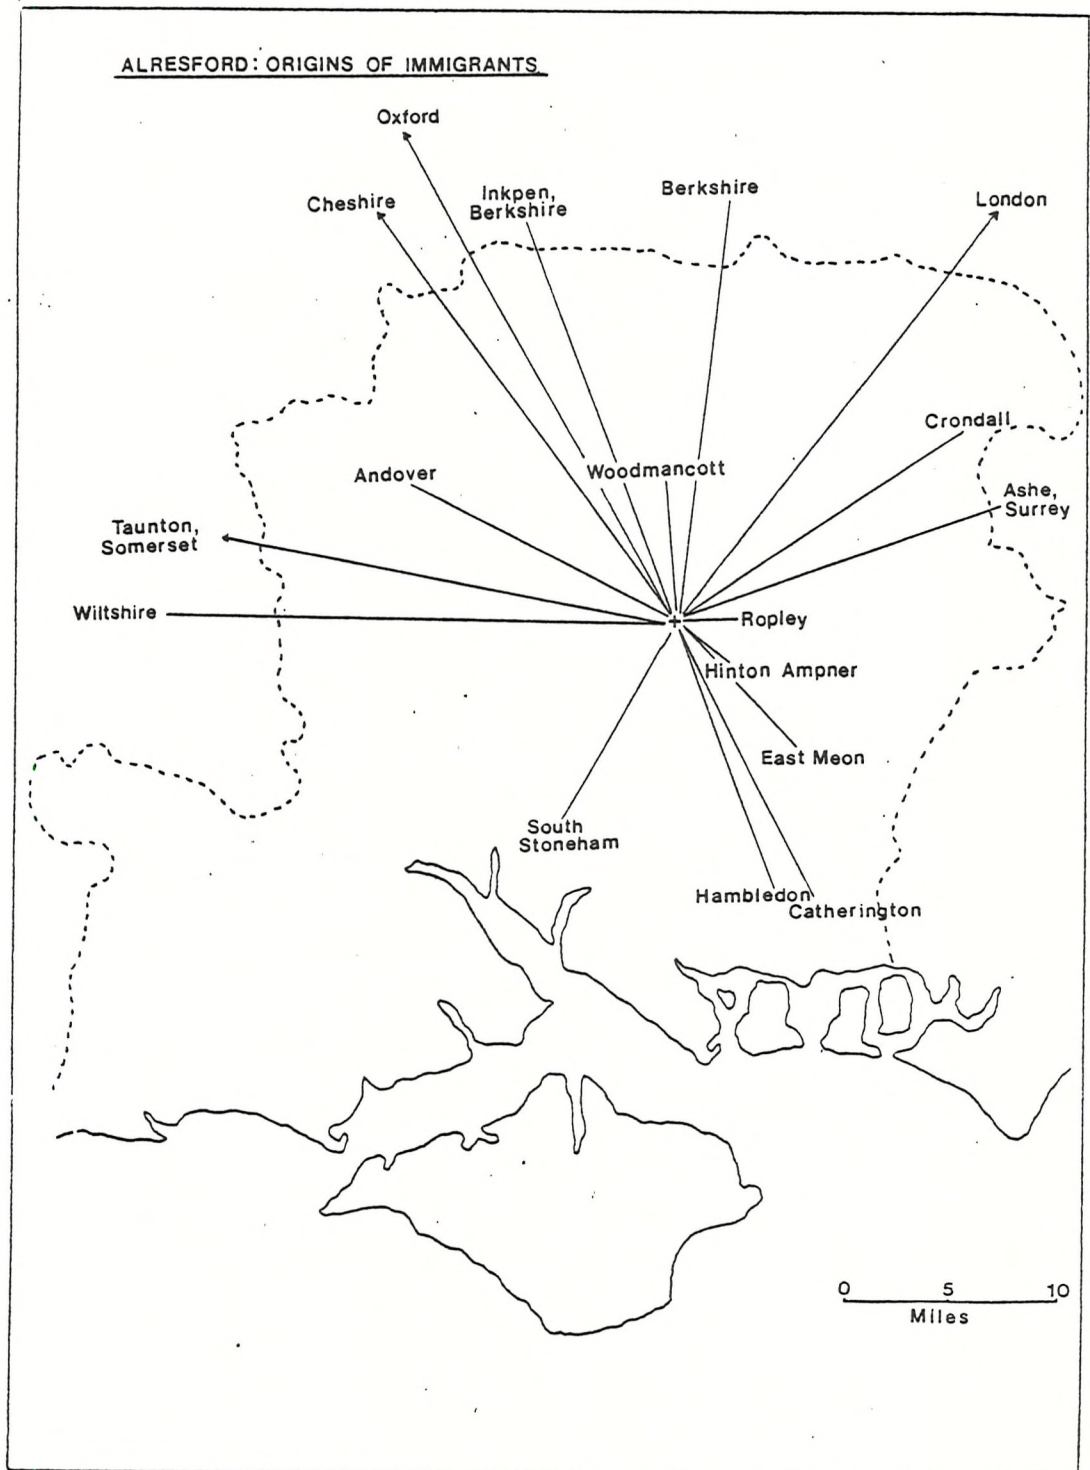 ALRESFORD: ORIGINS OF IMMIGRANTS
Oxford
Cheshire
Inkpen,
Berkshire
Berkshire
London
Crondall
Andover
Woodmancott
Ashe,
Surrey
Taunton,
Somerset
Wiltshire
Ropley
Hinton Ampner
East Meon
South
Stoneham
Hambledon
Catherington
0 5 10
Miles